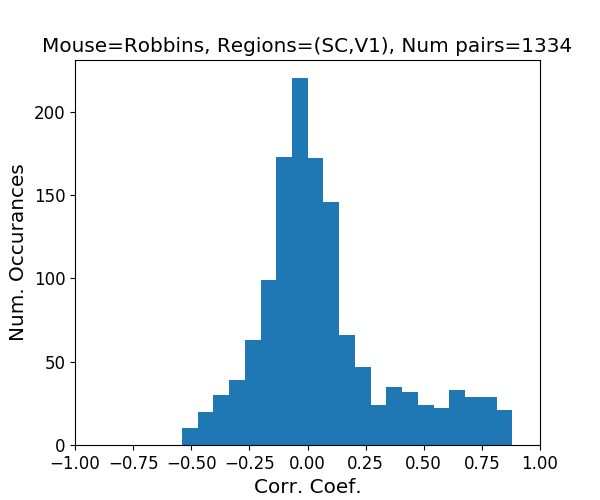 Mouse=Robbins, Regions=(SC,V1), Num pairs=1334
Num. Occurances
200
150
100
50
0
−1.00 −0.75 −0.50 −0.25 0.00 0.25 0.50 0.75 1.00
Corr. Coef.